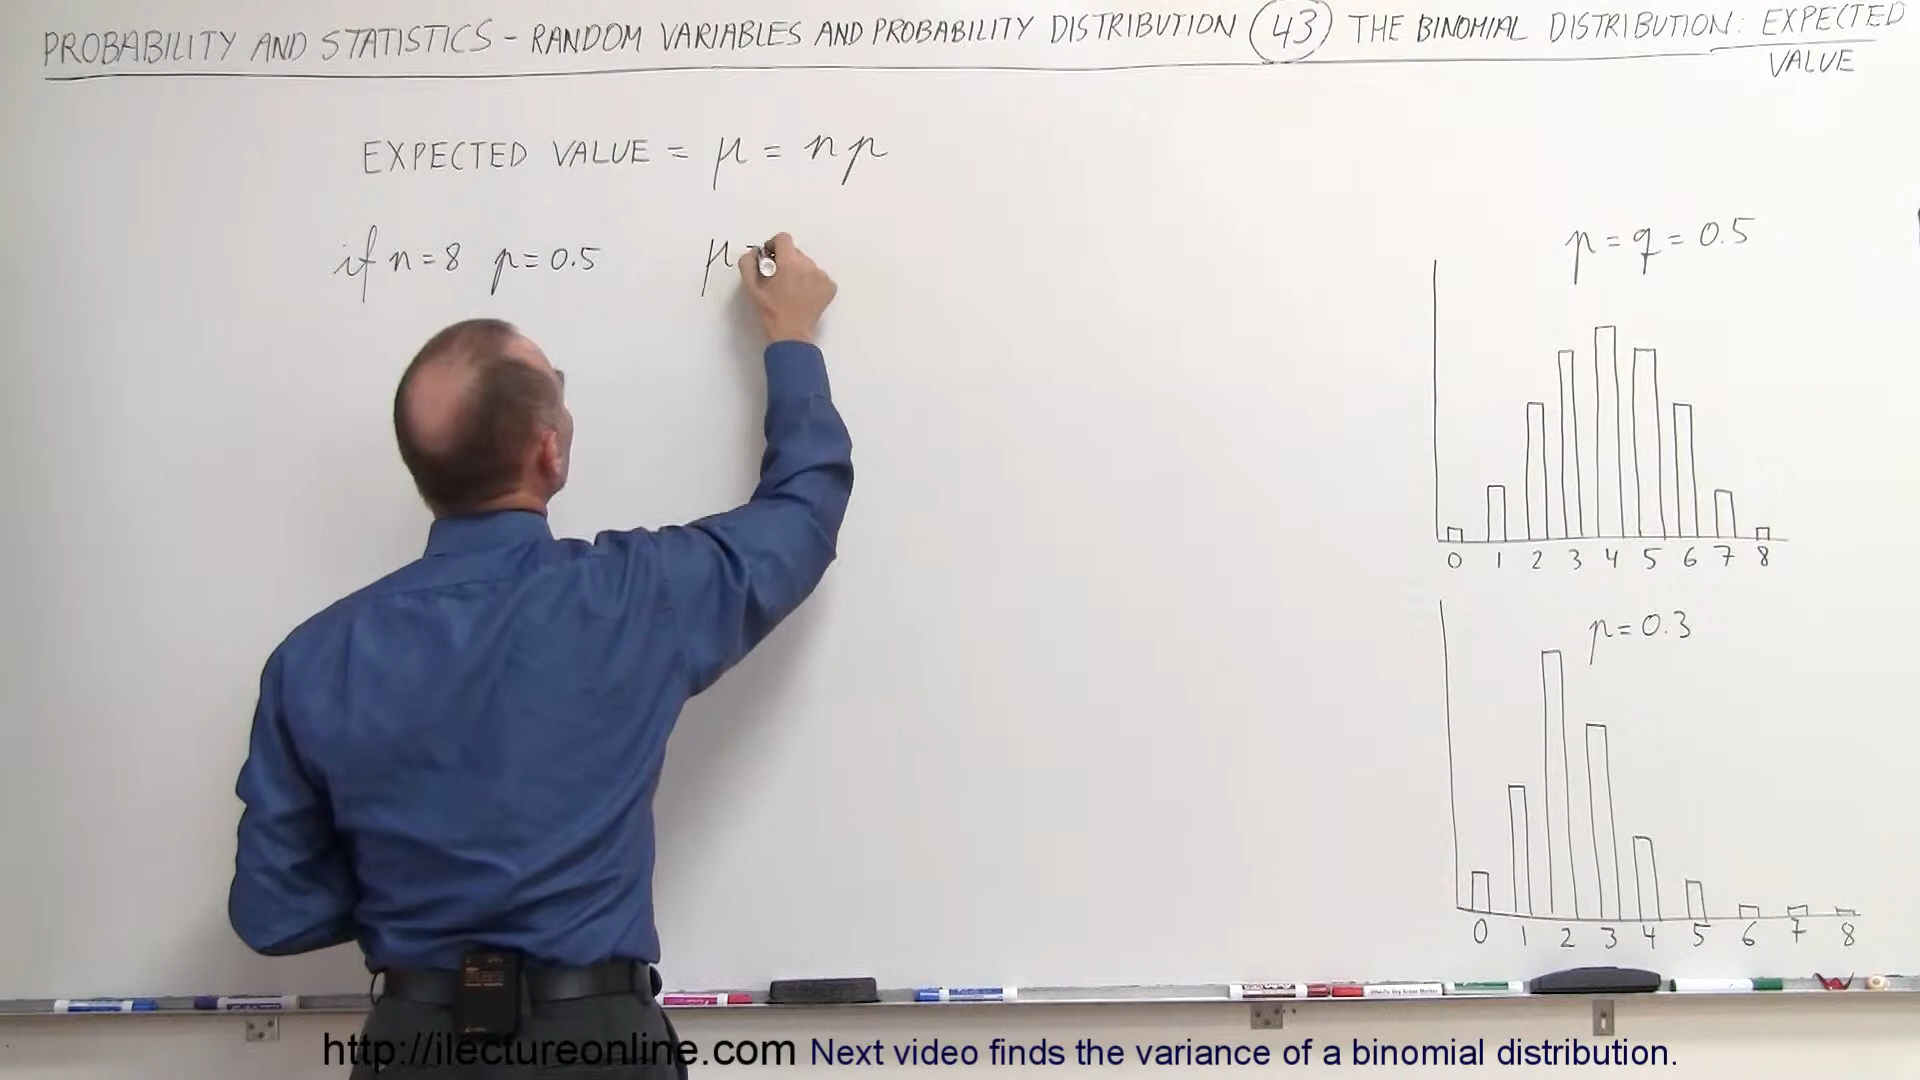 PROBABILITY AND STATISTICS - RANDOM VARIABLES AND PROBABILITY DISTRIBUTION (43) THE BINOMIAL DISTRIBUTION: EXPECTED
VALUE
EXPECTED VALUE = μ = np
if n=8 p=0.5 μ =
p = q = 0.5
0 1 2 3 4 5 6 7 8
p=0.3
0 1 2 3 4 5 6 7 8
http://ilectureonline.com Next video finds the variance of a binomial distribution.